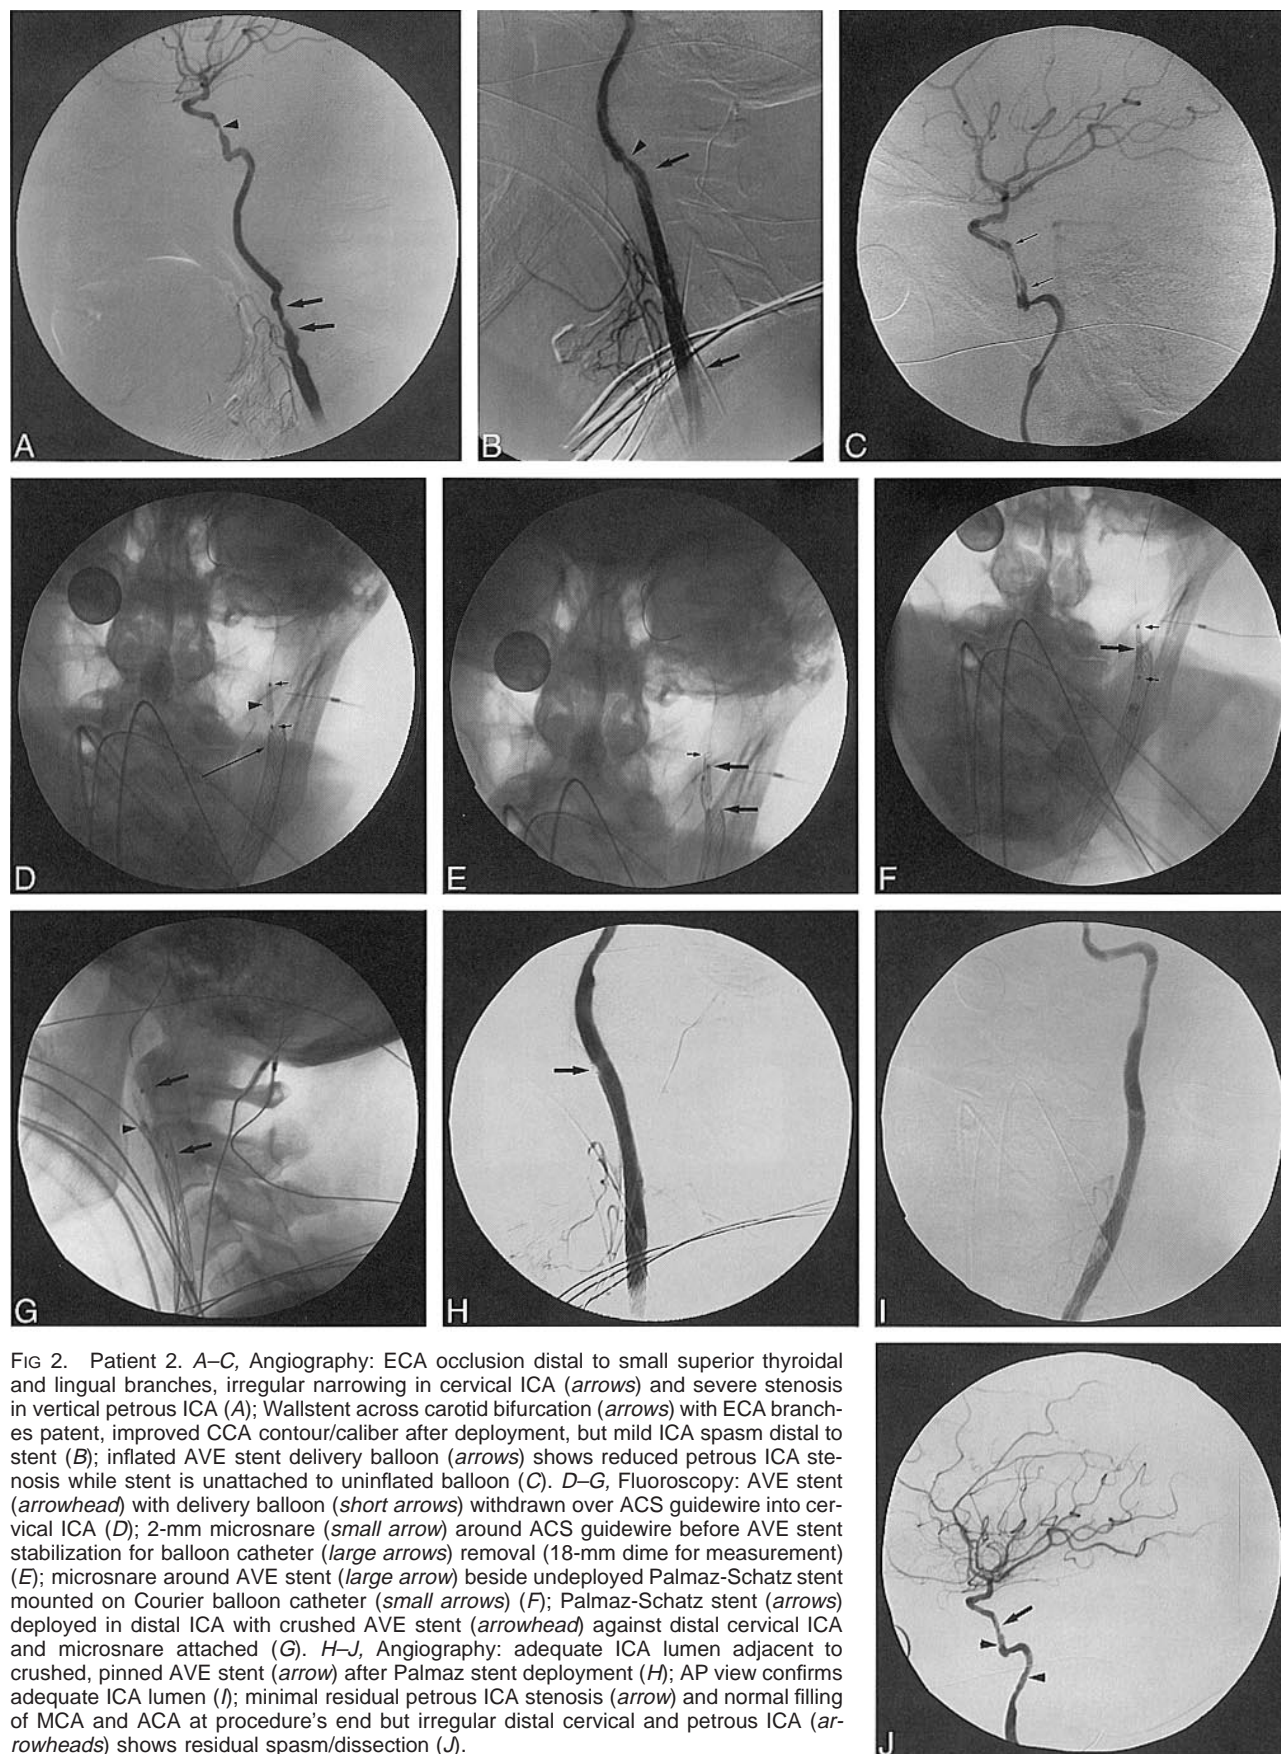 A
B
C
D
E
F
G
H
I
FIG 2. Patient 2. A–C, Angiography: ECA occlusion distal to small superior thyroidal
and lingual branches, irregular narrowing in cervical ICA (arrows) and severe stenosis
in vertical petrous ICA (A); Wallstent across carotid bifurcation (arrows) with ECA branch-
es patent, improved CCA contour/caliber after deployment, but mild ICA spasm distal to
stent (B); inflated AVE stent delivery balloon (arrows) shows reduced petrous ICA ste-
nosis while stent is unattached to uninflated balloon (C). D–G, Fluoroscopy: AVE stent
(arrowhead) with delivery balloon (short arrows) withdrawn over ACS guidewire into cer-
vical ICA (D); 2-mm microsnare (small arrow) around ACS guidewire before AVE stent
stabilization for balloon catheter (large arrows) removal (18-mm dime for measurement)
(E); microsnare around AVE stent (large arrow) beside undeployed Palmaz-Schatz stent
mounted on Courier balloon catheter (small arrows) (F); Palmaz-Schatz stent (arrows)
deployed in distal ICA with crushed AVE stent (arrowhead) against distal cervical ICA
and microsnare attached (G). H–J, Angiography: adequate ICA lumen adjacent to
crushed, pinned AVE stent (arrow) after Palmaz stent deployment (H); AP view confirms
adequate ICA lumen (I); minimal residual petrous ICA stenosis (arrow) and normal filling
of MCA and ACA at procedure's end but irregular distal cervical and petrous ICA (ar-
rowheads) shows residual spasm/dissection (J).
J